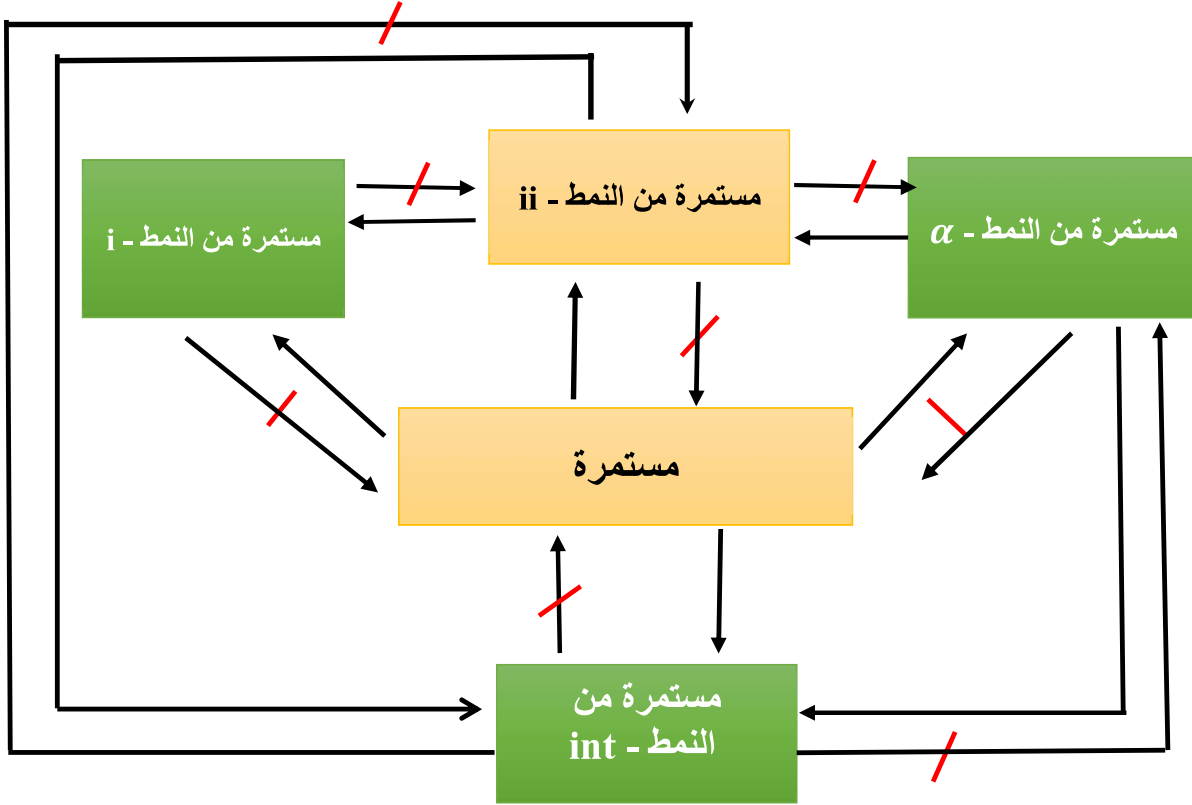 مستمرة من النمط - ii
مستمرة من النمط - α
مستمرة من النمط - i
مستمرة
مستمرة من
النمط - int